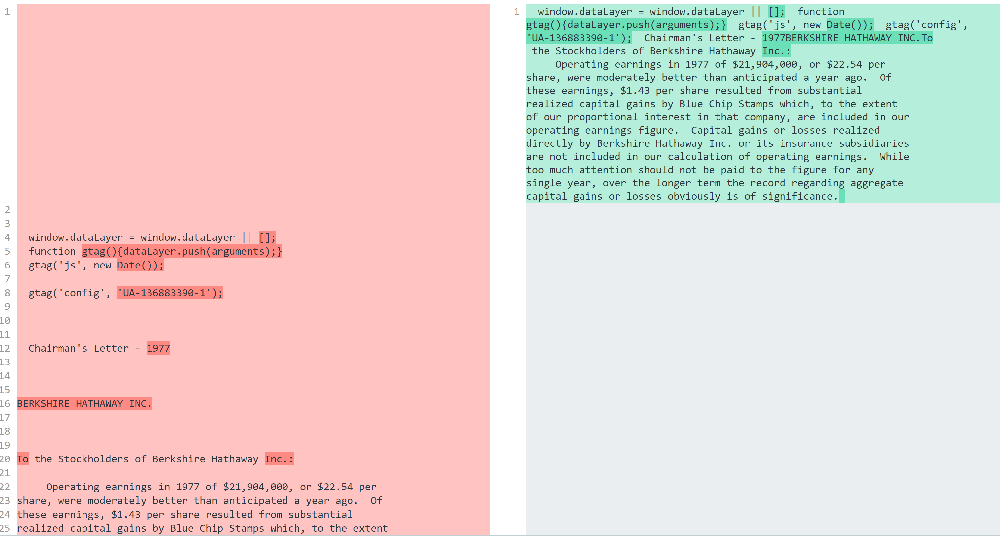 1
2
3
4   window.dataLayer = window.dataLayer || [];
5   function gtag(){dataLayer.push(arguments);}
6   gtag('js', new Date());
7
8   gtag('config', 'UA-136883390-1');
9
10
11
12   Chairman's Letter - 1977
13
14
15
16 BERKSHIRE HATHAWAY INC.
17
18
19
20 To the Stockholders of Berkshire Hathaway Inc.:
21
22      Operating earnings in 1977 of $21,904,000, or $22.54 per
23 share, were moderately better than anticipated a year ago.  Of
24 these earnings, $1.43 per share resulted from substantial
25 realized capital gains by Blue Chip Stamps which, to the extent
1   window.dataLayer = window.dataLayer || [];  function
gtag(){dataLayer.push(arguments);}  gtag('js', new Date());  gtag('config',
'UA-136883390-1');  Chairman's Letter - 1977BERKSHIRE HATHAWAY INC.To
the Stockholders of Berkshire Hathaway Inc.:
     Operating earnings in 1977 of $21,904,000, or $22.54 per
share, were moderately better than anticipated a year ago.  Of
these earnings, $1.43 per share resulted from substantial
realized capital gains by Blue Chip Stamps which, to the extent
of our proportional interest in that company, are included in our
operating earnings figure.  Capital gains or losses realized
directly by Berkshire Hathaway Inc. or its insurance subsidiaries
are not included in our calculation of operating earnings.  While
too much attention should not be paid to the figure for any
single year, over the longer term the record regarding aggregate
capital gains or losses obviously is of significance.